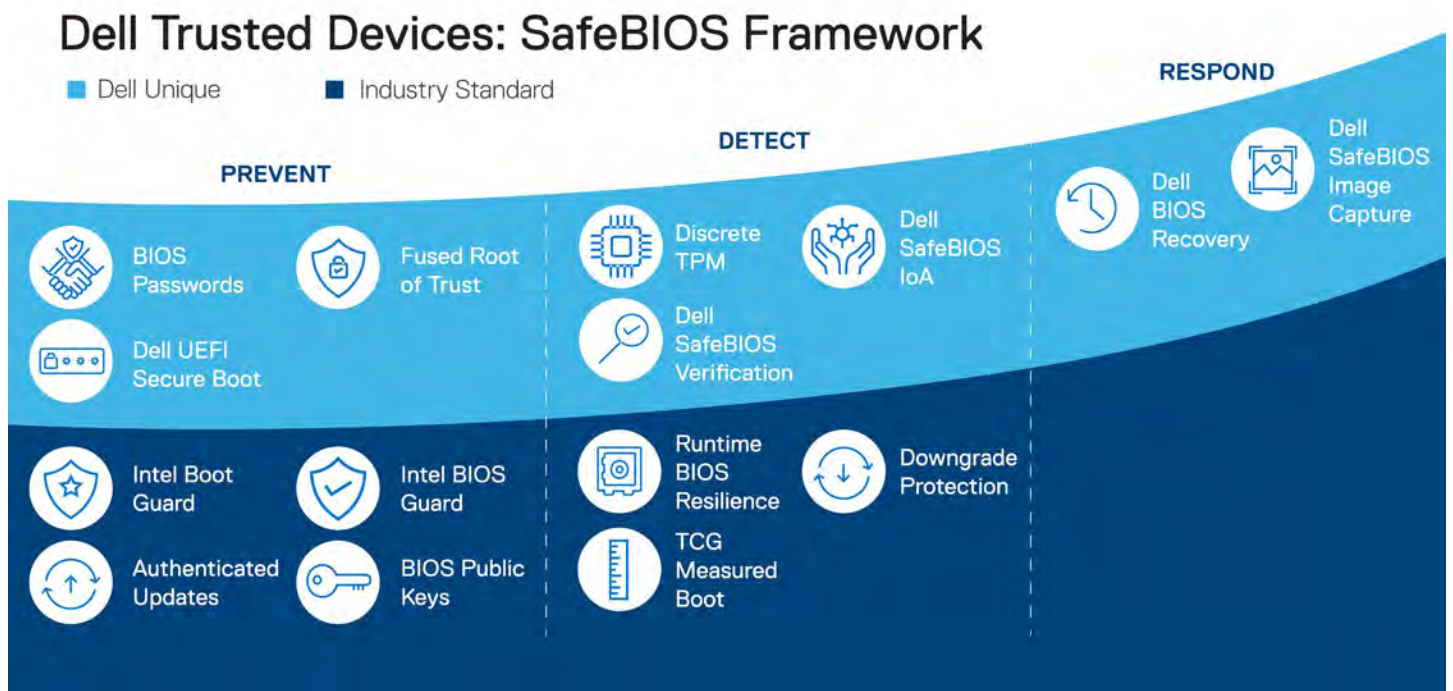 Dell Trusted Devices: SafeBIOS Framework
Dell Unique
Industry Standard
PREVENT
DETECT
RESPOND
BIOS
Passwords
Fused Root
of Trust
Dell UEFI
Secure Boot
Intel Boot
Guard
Intel BIOS
Guard
Authenticated
Updates
BIOS Public
Keys
Discrete
TPM
Dell
SafeBIOS
IoA
Dell
SafeBIOS
Verification
Runtime
BIOS
Resilience
Downgrade
Protection
TCG
Measured
Boot
Dell
BIOS
Recovery
Dell
SafeBIOS
Image
Capture